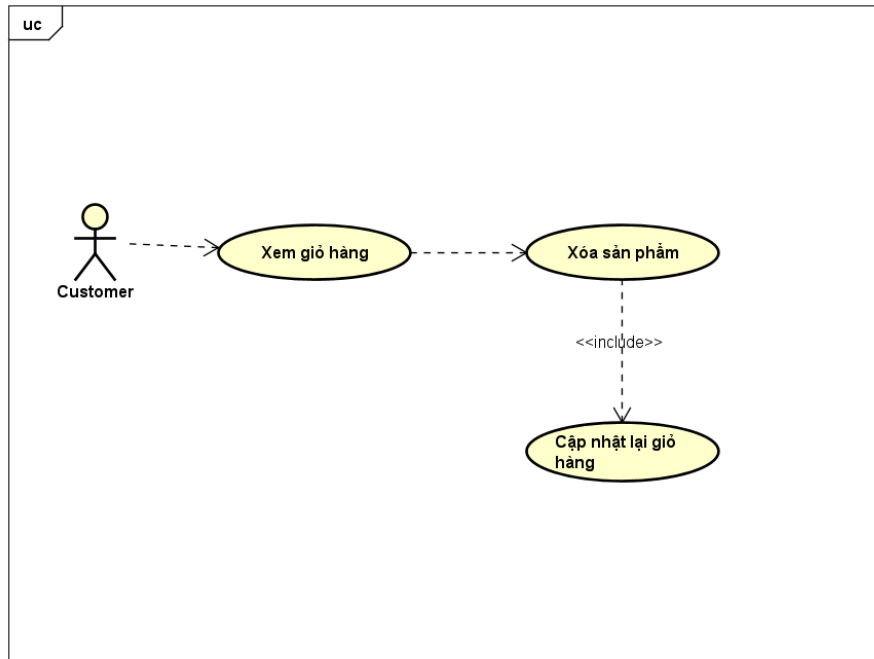 uc
Xem giỏ hàng
Xóa sản phẩm
Customer
<<include>>
Cập nhật lại giỏ
hàng